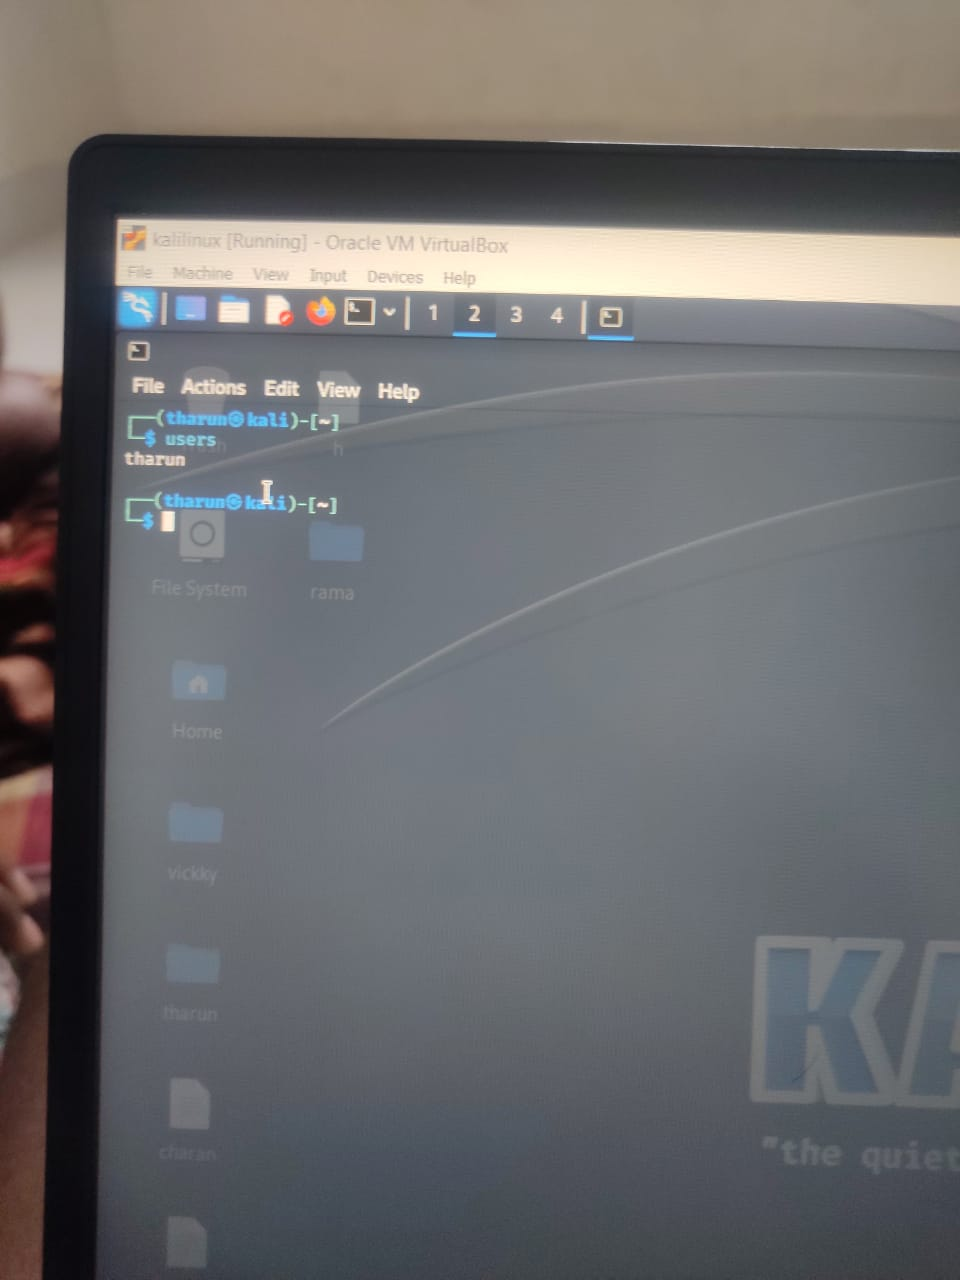 kalilinux [Running] - Oracle VM VirtualBox
File Machine View Input Devices Help
1 2 3 4
File Actions Edit View Help
(tharun㉿kali)-[~]
$ users
h
tharun
(tharun㉿kali)-[~]
$
File System
rama
Home
vickky
tharun
charan
KA
"the quiet